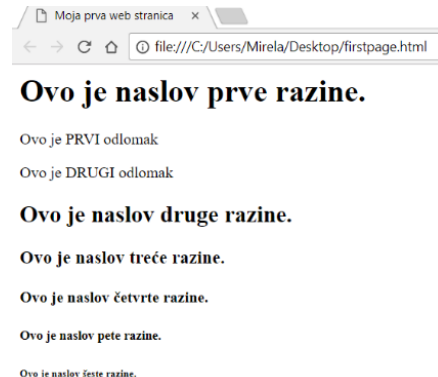 Moja prva web stranica
file:///C:/Users/Mirela/Desktop/firstpage.html
Ovo je naslov prve razine.
Ovo je PRVI odlomak
Ovo je DRUGI odlomak
Ovo je naslov druge razine.
Ovo je naslov treće razine.
Ovo je naslov četvrte razine.
Ovo je naslov pete razine.
Ovo je naslov šeste razine.